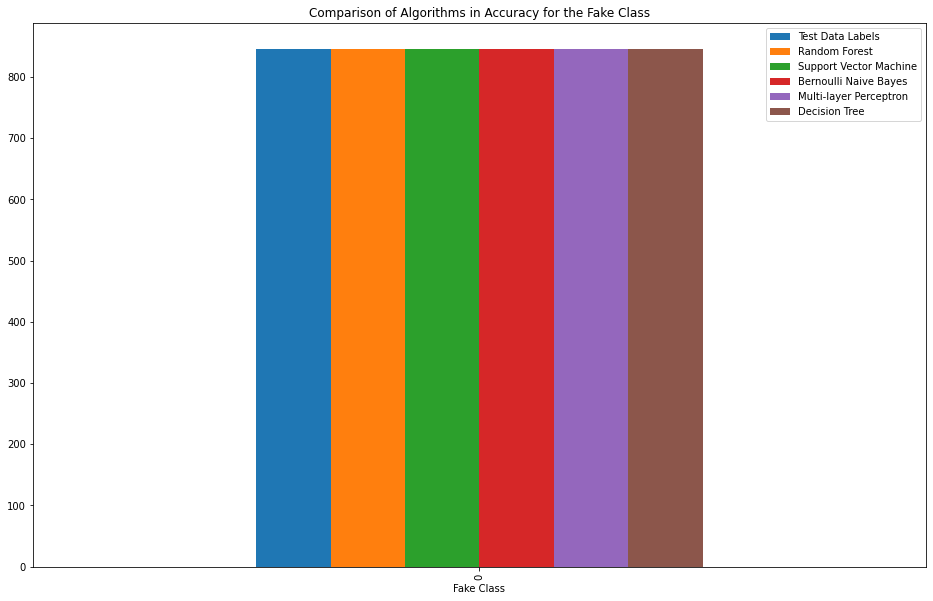 Comparison of Algorithms in Accuracy for the Fake Class
Test Data Labels
Random Forest
Support Vector Machine
Bernoulli Naive Bayes
Multi-layer Perceptron
Decision Tree
800
700
600
500
400
300
200
100
0
0
Fake Class